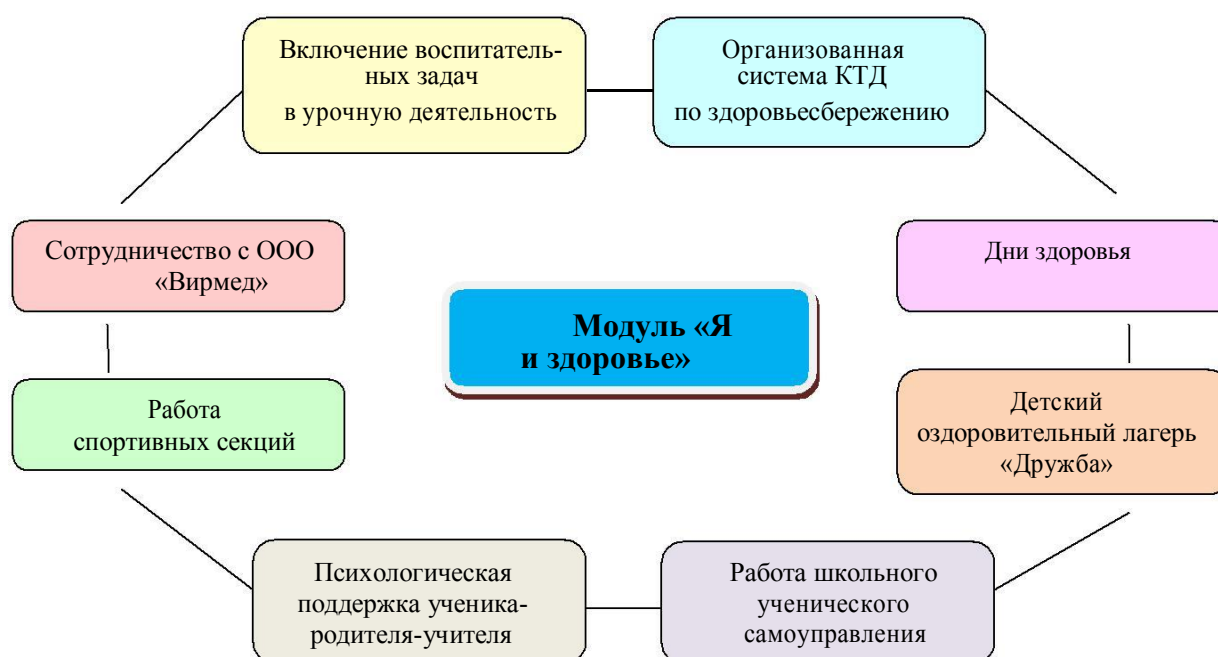 Включение воспитатель-
ных задач
в урочную деятельность
Организованная
система КТД
по здоровьесбережению
Сотрудничество с ООО
«Вирмед»
Дни здоровья
Модуль «Я
и здоровье»
Работа
спортивных секций
Детский
оздоровительный лагерь
«Дружба»
Психологическая
поддержка ученика-
родителя-учителя
Работа школьного
ученического
самоуправления